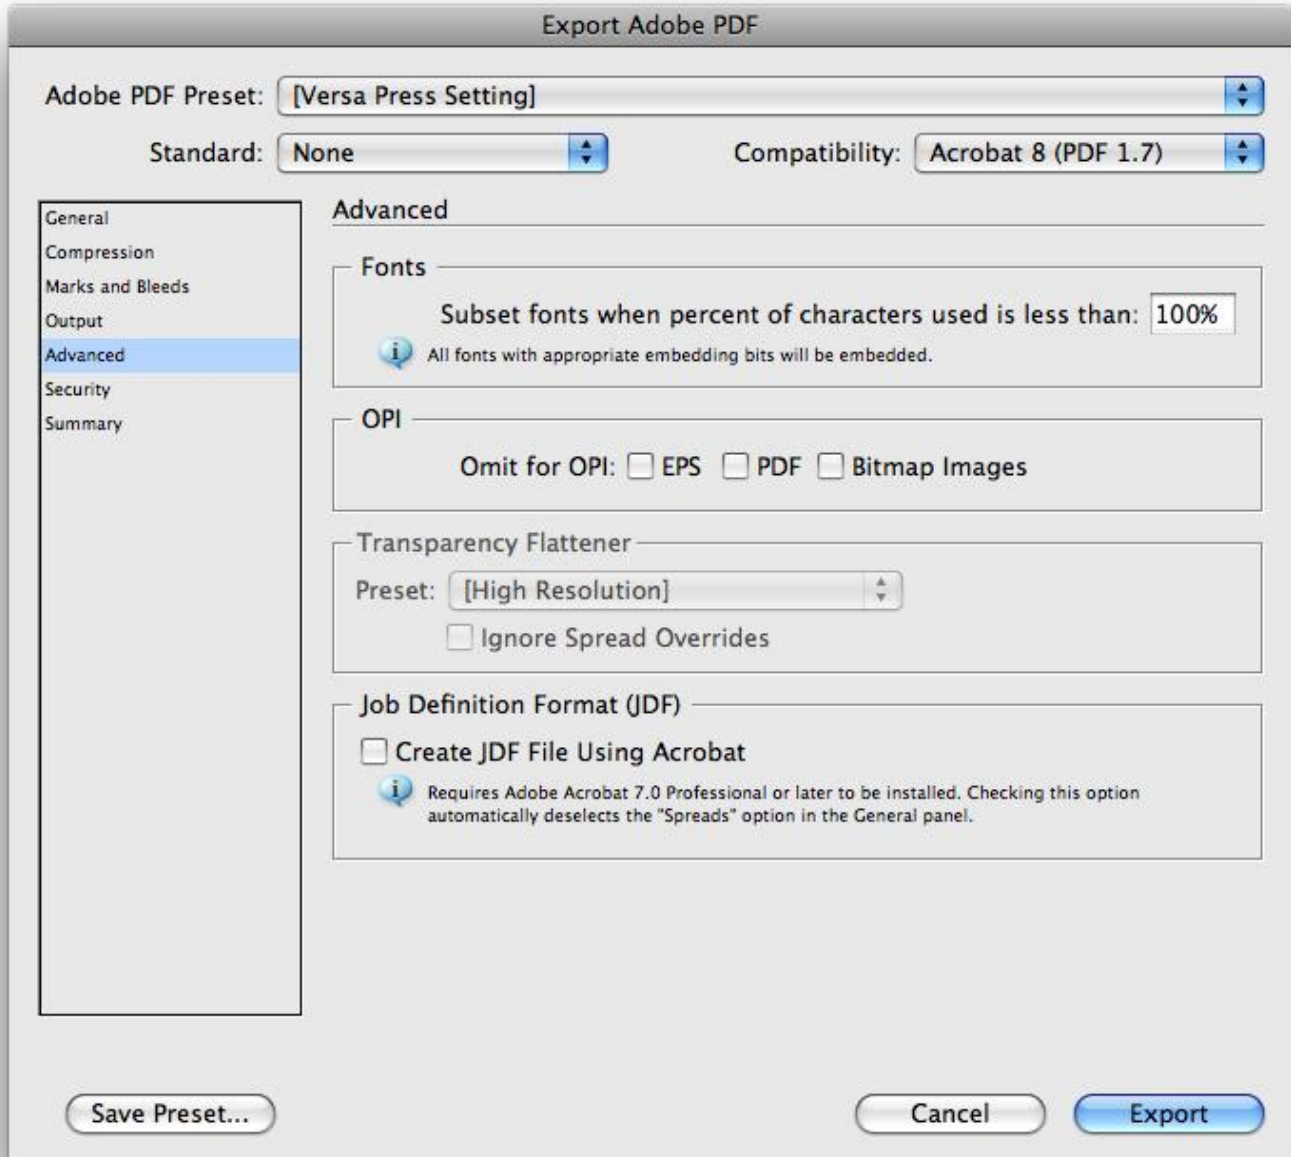 Export Adobe PDF
Adobe PDF Preset: [Versa Press Setting]
Standard: None Compatibility: Acrobat 8 (PDF 1.7)
General
Compression
Marks and Bleeds
Output
Advanced
Security
Summary
Advanced
Fonts
Subset fonts when percent of characters used is less than: 100%
All fonts with appropriate embedding bits will be embedded.
OPI
Omit for OPI: EPS PDF Bitmap Images
Transparency Flattener
Preset: [High Resolution]
Ignore Spread Overrides
Job Definition Format (JDF)
Create JDF File Using Acrobat
Requires Adobe Acrobat 7.0 Professional or later to be installed. Checking this option
automatically deselects the "Spreads" option in the General panel.
Save Preset... Cancel Export